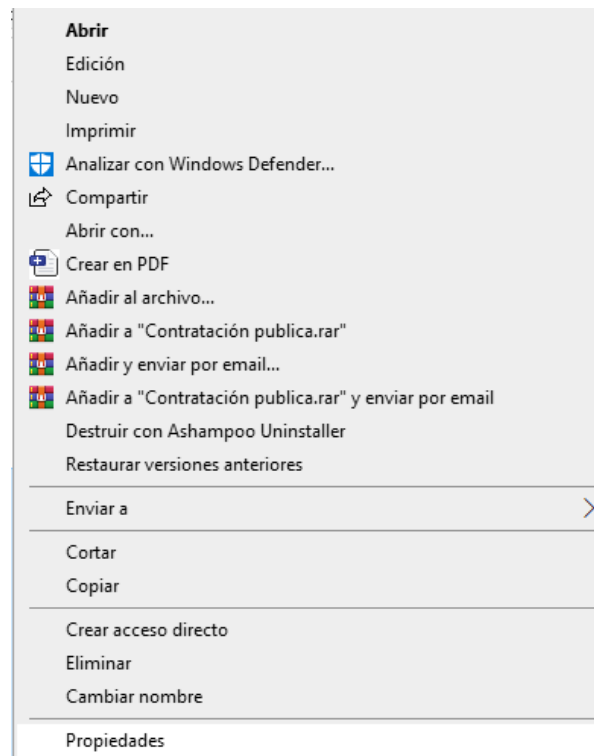 Abrir
Edición
Nuevo
Imprimir
Analizar con Windows Defender...
Compartir
Abrir con...
Crear en PDF
Añadir al archivo...
Añadir a "Contratación publica.rar"
Añadir y enviar por email...
Añadir a "Contratación publica.rar" y enviar por email
Destruir con Ashampoo Uninstaller
Restaurar versiones anteriores
Enviar a
Cortar
Copiar
Crear acceso directo
Eliminar
Cambiar nombre
Propiedades